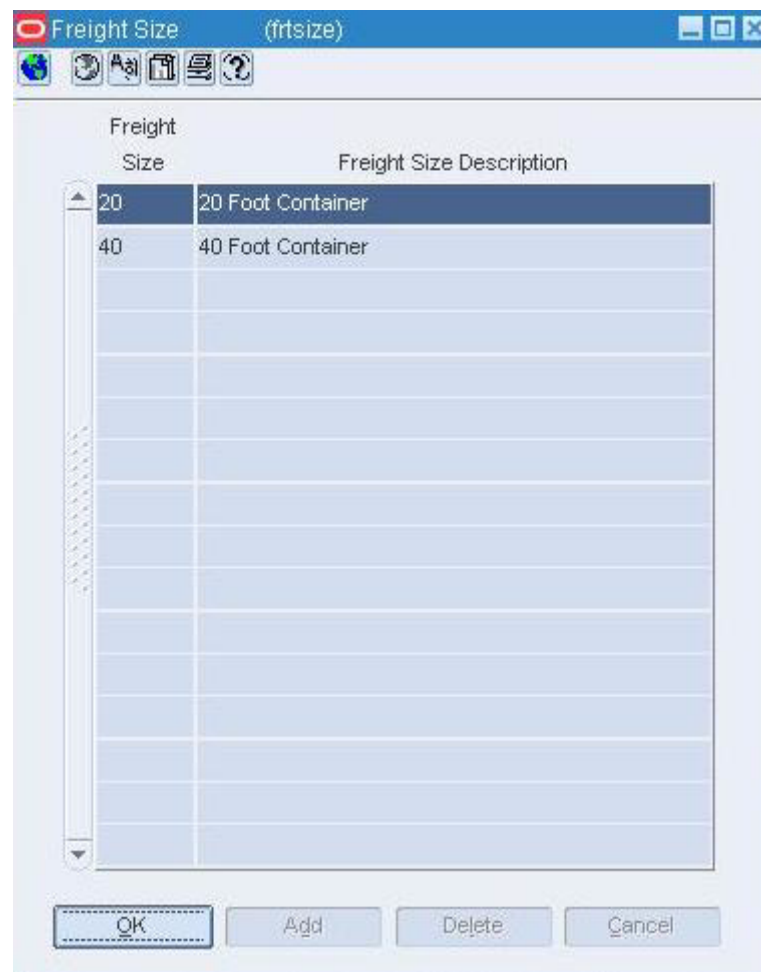 Freight Size (frtsize)
Freight
Size Freight Size Description
20 20 Foot Container
40 40 Foot Container
OK Add Delete Cancel